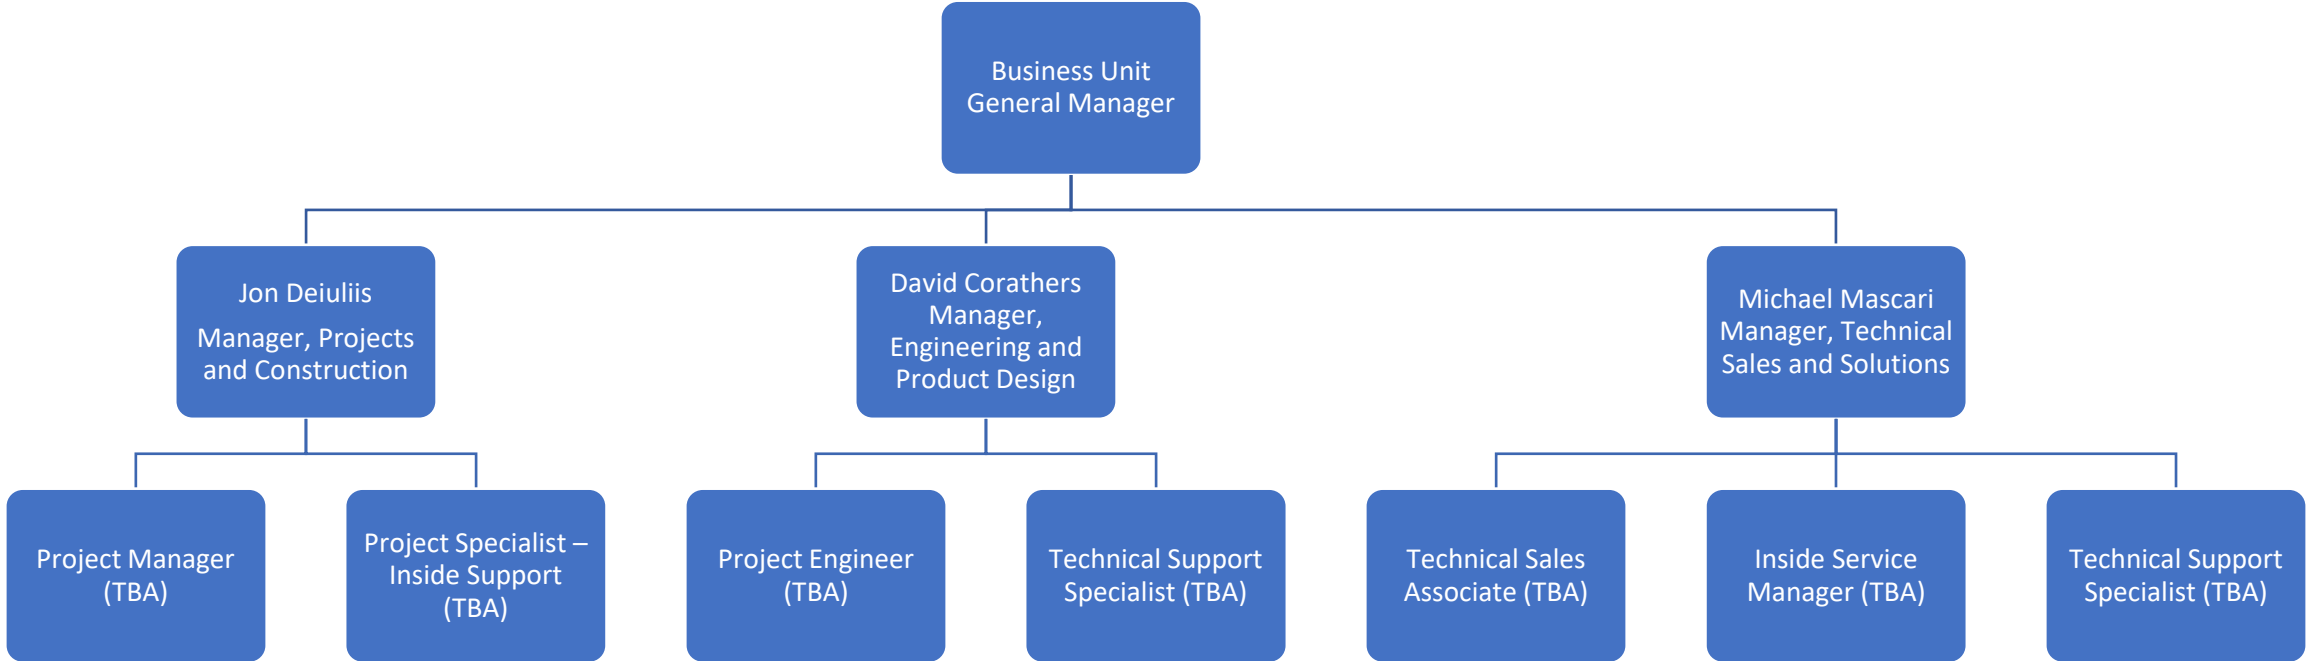 Business Unit
General Manager
Jon Deiuliis
Manager, Projects
and Construction
David Corathers
Manager,
Engineering and
Product Design
Michael Mascari
Manager, Technical
Sales and Solutions
Project Manager
(TBA)
Project Specialist –
Inside Support
(TBA)
Project Engineer
(TBA)
Technical Support
Specialist (TBA)
Technical Sales
Associate (TBA)
Inside Service
Manager (TBA)
Technical Support
Specialist (TBA)